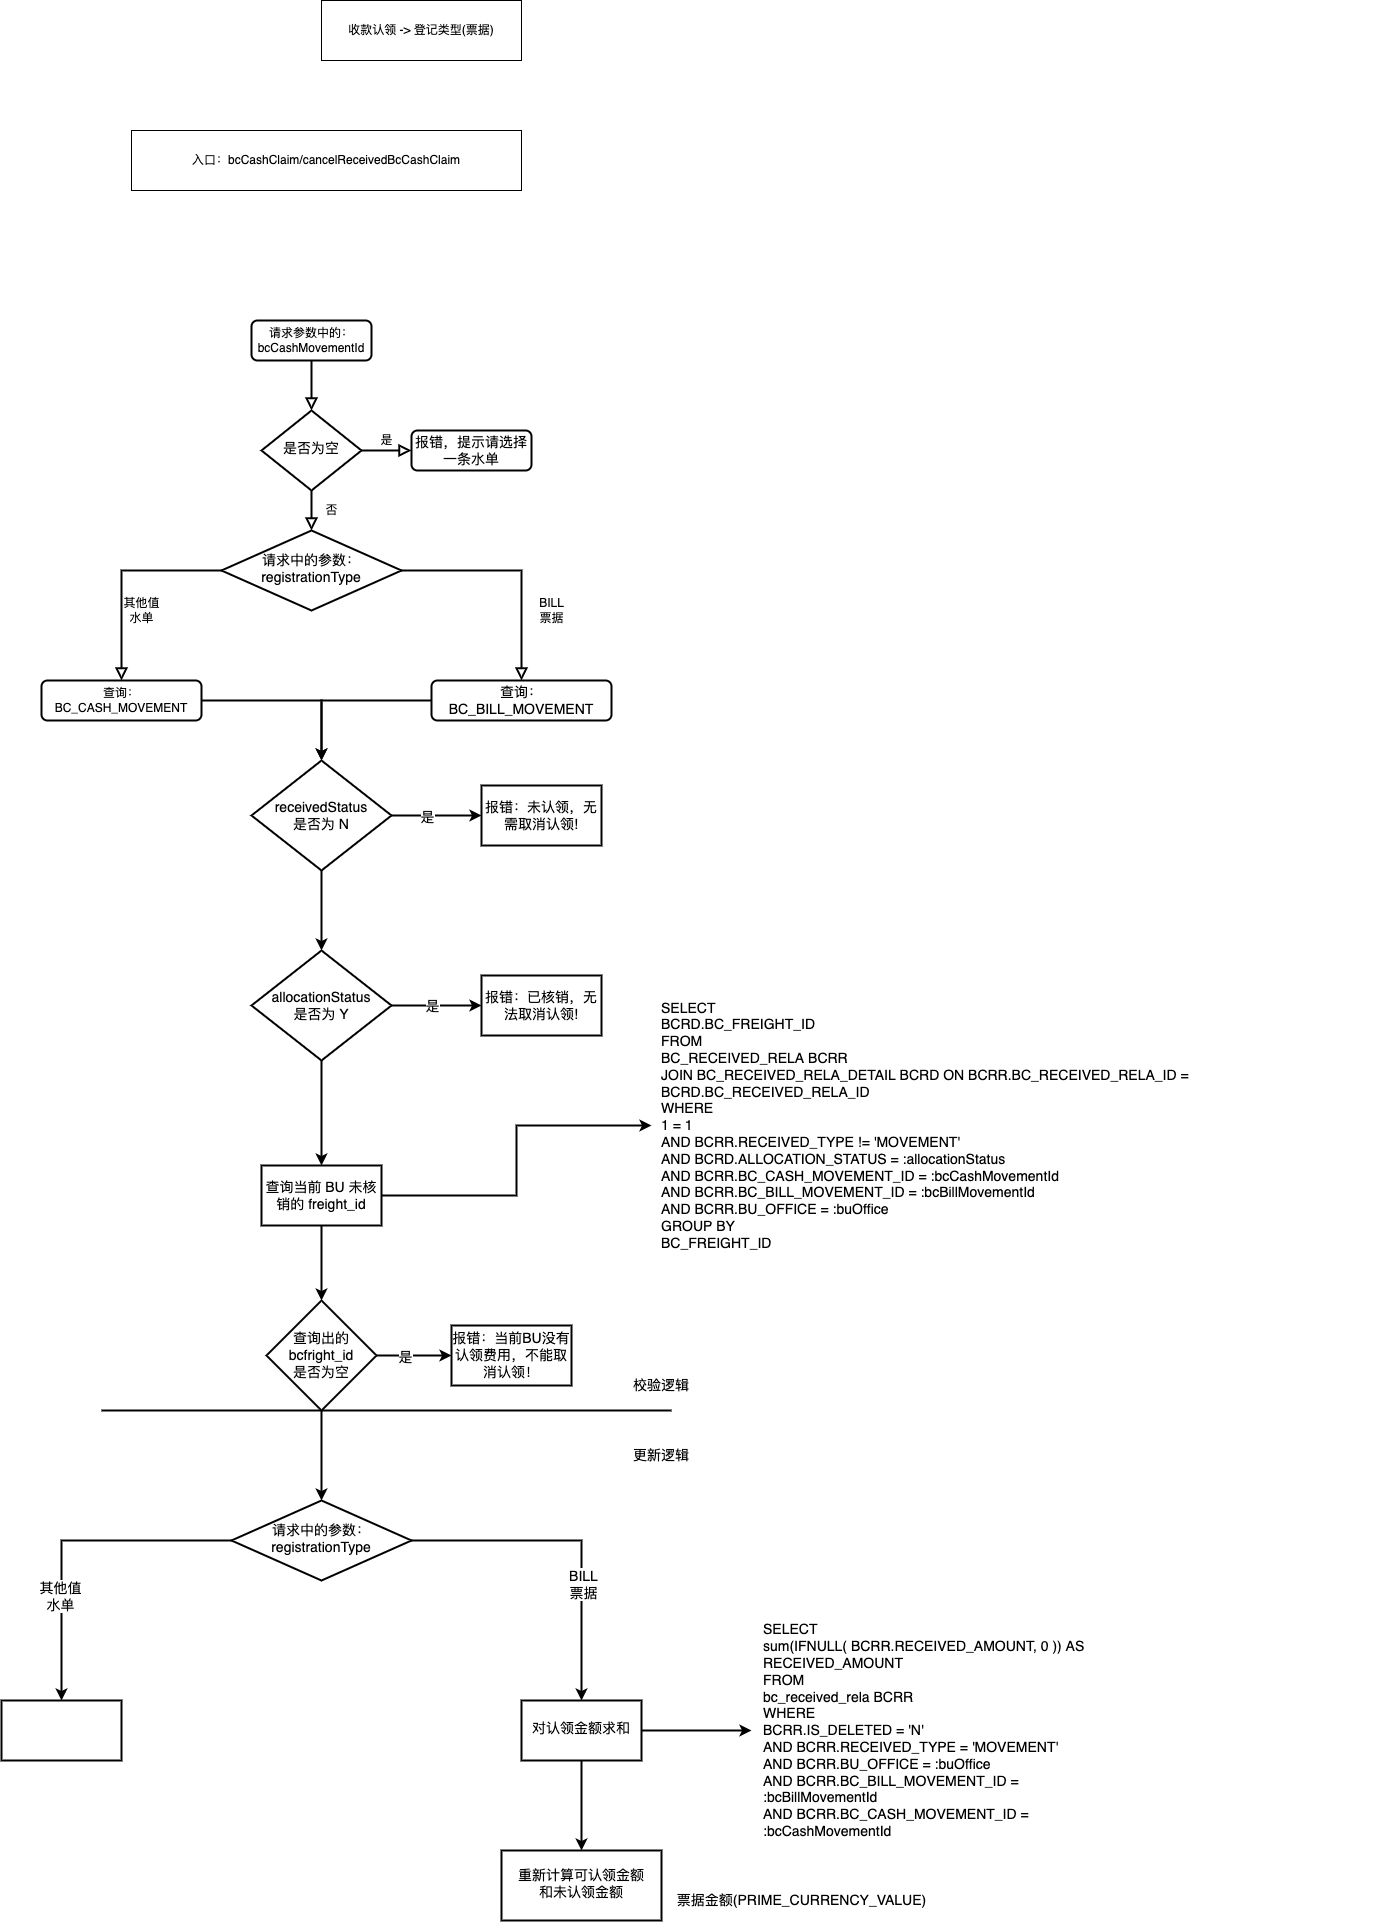 收款认领 -> 登记类型(票据)
入口：bcCashClaim/cancelReceivedBcCashClaim
请求参数中的：
bcCashMovementId
是否为空
是
报错，提示请选择
一条水单
否
请求中的参数：
registrationType
其他值
水单
BILL
票据
查询：
BC_CASH_MOVEMENT
查询：
BC_BILL_MOVEMENT
receivedStatus
是否为 N
是
报错：未认领，无
需取消认领!
allocationStatus
是否为 Y
是
报错：已核销，无
法取消认领!
SELECT
BCRD.BC_FREIGHT_ID
FROM
BC_RECEIVED_RELA BCRR
JOIN BC_RECEIVED_RELA_DETAIL BCRD ON BCRR.BC_RECEIVED_RELA_ID =
BCRD.BC_RECEIVED_RELA_ID
WHERE
1 = 1
AND BCRR.RECEIVED_TYPE != 'MOVEMENT'
AND BCRD.ALLOCATION_STATUS = :allocationStatus
AND BCRR.BC_CASH_MOVEMENT_ID = :bcCashMovementId
AND BCRR.BC_BILL_MOVEMENT_ID = :bcBillMovementId
AND BCRR.BU_OFFICE = :buOffice
GROUP BY
BC_FREIGHT_ID
查询当前 BU 未核
销的 freight_id
查询出的
bcfright_id
是否为空
是
报错：当前BU没有
认领费用，不能取
消认领！
校验逻辑
更新逻辑
请求中的参数：
registrationType
其他值
水单
BILL
票据
对认领金额求和
SELECT
sum(IFNULL( BCRR.RECEIVED_AMOUNT, 0 )) AS
RECEIVED_AMOUNT
FROM
bc_received_rela BCRR
WHERE
BCRR.IS_DELETED = 'N'
AND BCRR.RECEIVED_TYPE = 'MOVEMENT'
AND BCRR.BU_OFFICE = :buOffice
AND BCRR.BC_BILL_MOVEMENT_ID =
:bcBillMovementId
AND BCRR.BC_CASH_MOVEMENT_ID =
:bcCashMovementId
重新计算可认领金额
和未认领金额
票据金额(PRIME_CURRENCY_VALUE)